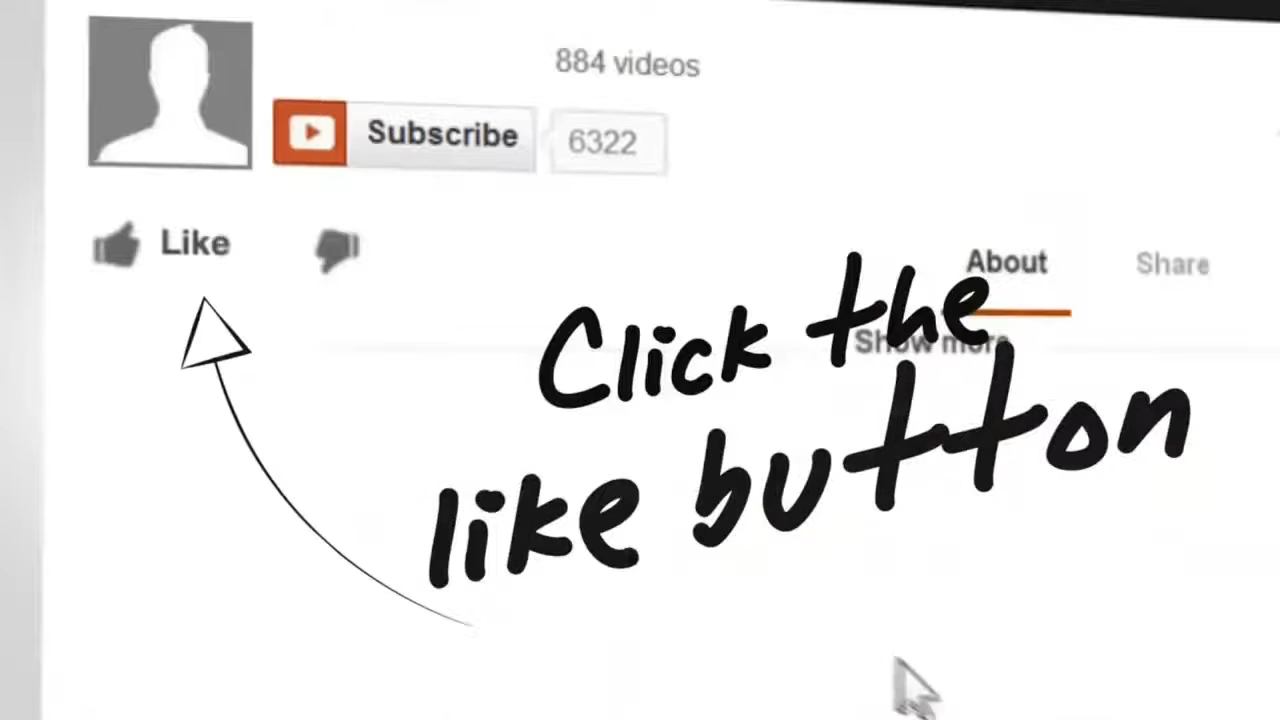 884 videos
Subscribe 6322
Like
About Share
Show more
Click the
like button